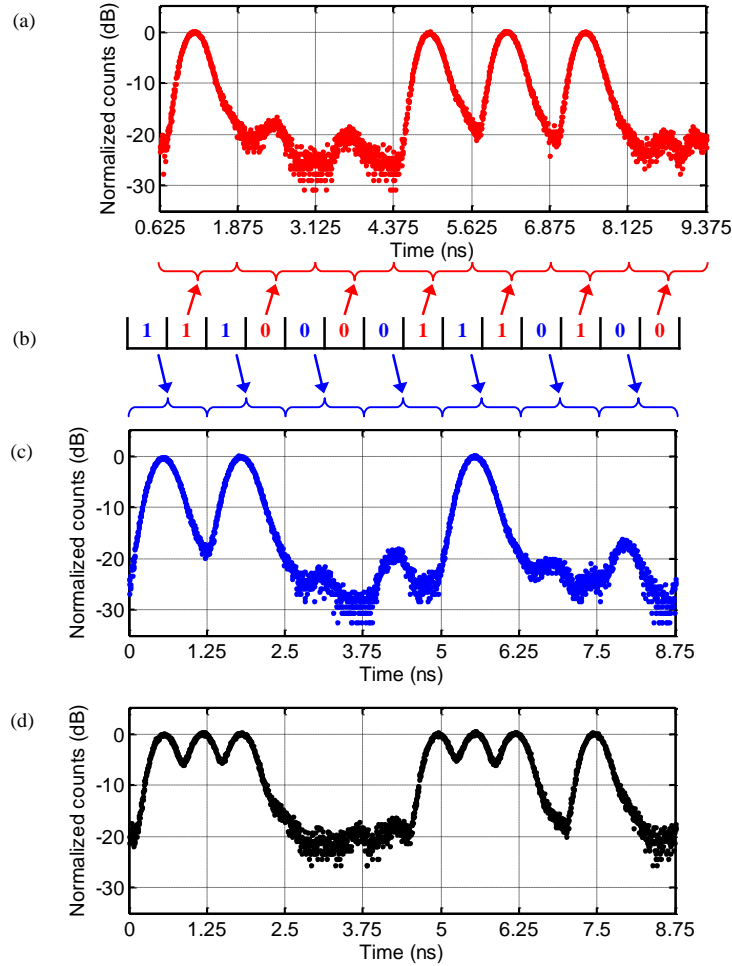 (a)
Normalized counts (dB)
0
-10
-20
-30
0.625 1.875 3.125 4.375 5.625 6.875 8.125 9.375
Time (ns)
(b)
1 1 1 0 0 0 0 1 1 1 0 1 0 0
(c)
Normalized counts (dB)
0
-10
-20
-30
0 1.25 2.5 3.75 5 6.25 7.5 8.75
Time (ns)
(d)
Normalized counts (dB)
0
-10
-20
-30
0 1.25 2.5 3.75 5 6.25 7.5 8.75
Time (ns)